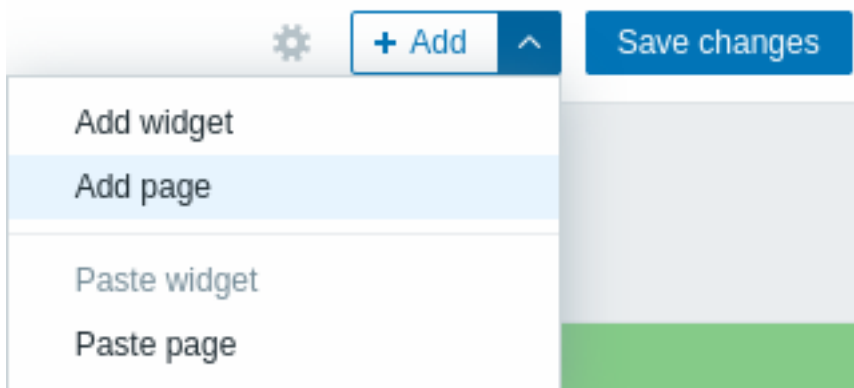 + Add
Save changes
Add widget
Add page
Paste widget
Paste page